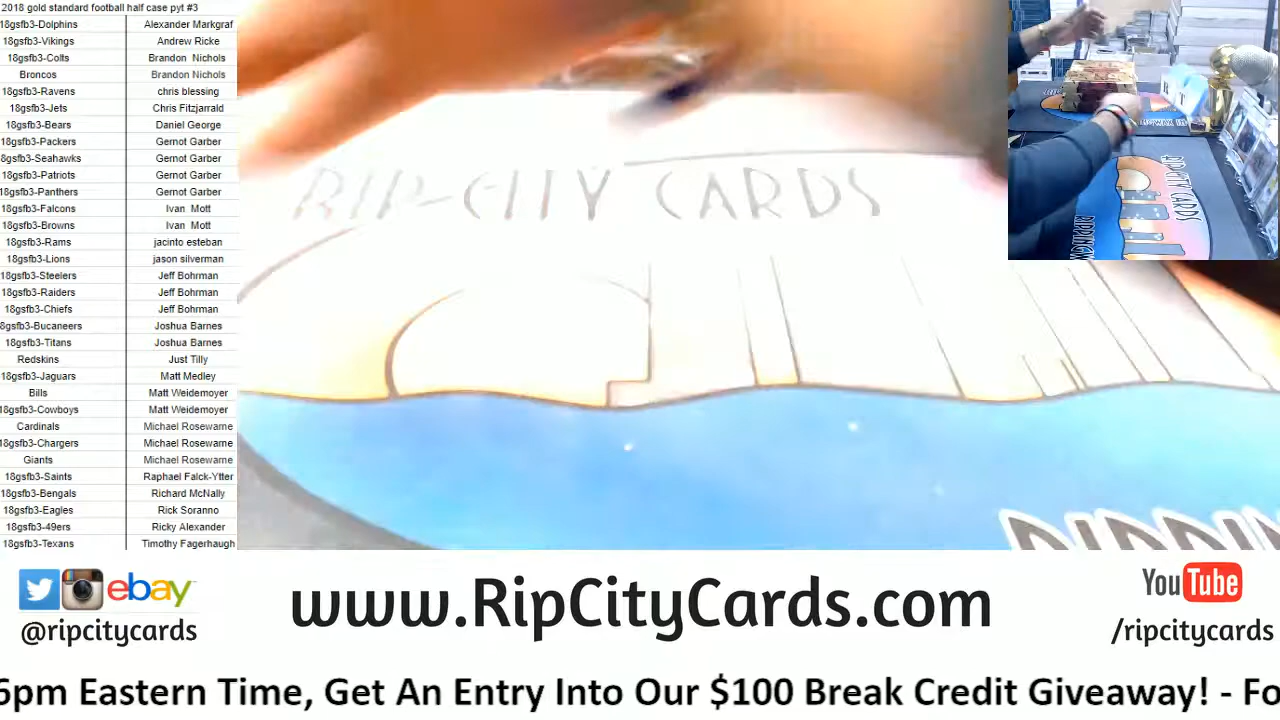 2018 gold standard football half case pyt #3
18gsfb3-Dolphins Alexander Markgraf
18gsfb3-Vikings Andrew Ricke
18gsfb3-Colts Brandon Nichols
Broncos Brandon Nichols
18gsfb3-Ravens chris blessing
18gsfb3-Jets Chris Fitzjarrald
18gsfb3-Bears Daniel George
18gsfb3-Packers Gernot Garber
8gsfb3-Seahawks Gernot Garber
18gsfb3-Patriots Gernot Garber
18gsfb3-Panthers Gernot Garber
18gsfb3-Falcons Ivan Mott
18gsfb3-Browns Ivan Mott
18gsfb3-Rams jacinto esteban
18gsfb3-Lions jason silverman
18gsfb3-Steelers Jeff Bohrman
18gsfb3-Raiders Jeff Bohrman
18gsfb3-Chiefs Jeff Bohrman
8gsfb3-Bucaneers Joshua Barnes
18gsfb3-Titans Joshua Barnes
Redskins Just Tilly
18gsfb3-Jaguars Matt Medley
Bills Matt Weidemoyer
18gsfb3-Cowboys Matt Weidemoyer
Cardinals Michael Rosewarne
18gsfb3-Chargers Michael Rosewarne
Giants Michael Rosewarne
18gsfb3-Saints Raphael Falck-Ytter
18gsfb3-Bengals Richard McNally
18gsfb3-Eagles Rick Soranno
18gsfb3-49ers Ricky Alexander
18gsfb3-Texans Timothy Fagerhaugh
RIP-CITY CARDS
RIP CITY CARDS
ebay
@ripcitycards
www.RipCityCards.com
YouTube
/ripcitycards
6pm Eastern Time, Get An Entry Into Our $100 Break Credit Giveaway! - Fo